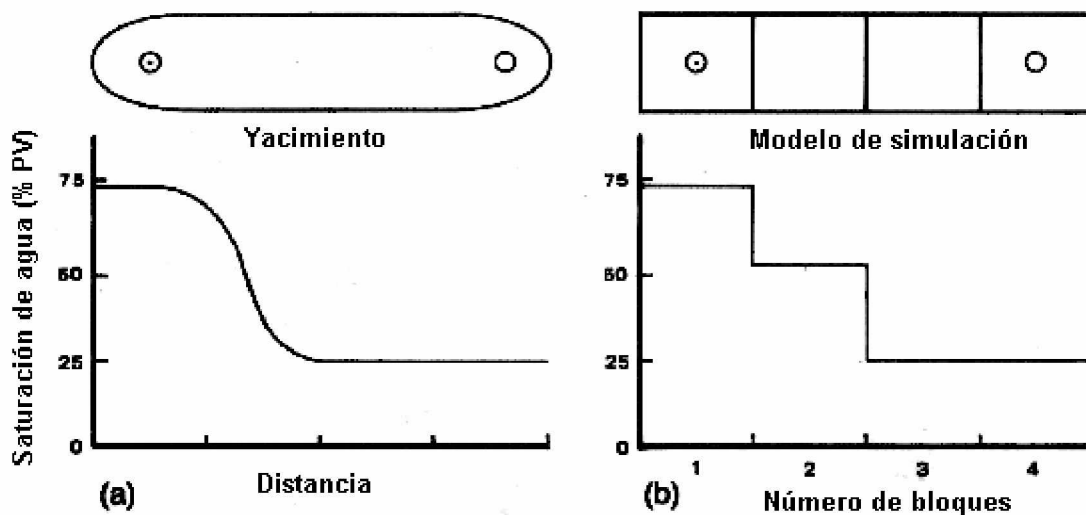 Yacimiento
Modelo de simulación
Saturación de agua (% PV)
75
50
25
0
75
50
25
0
1 2 3 4
(a)
Distancia
(b)
Número de bloques